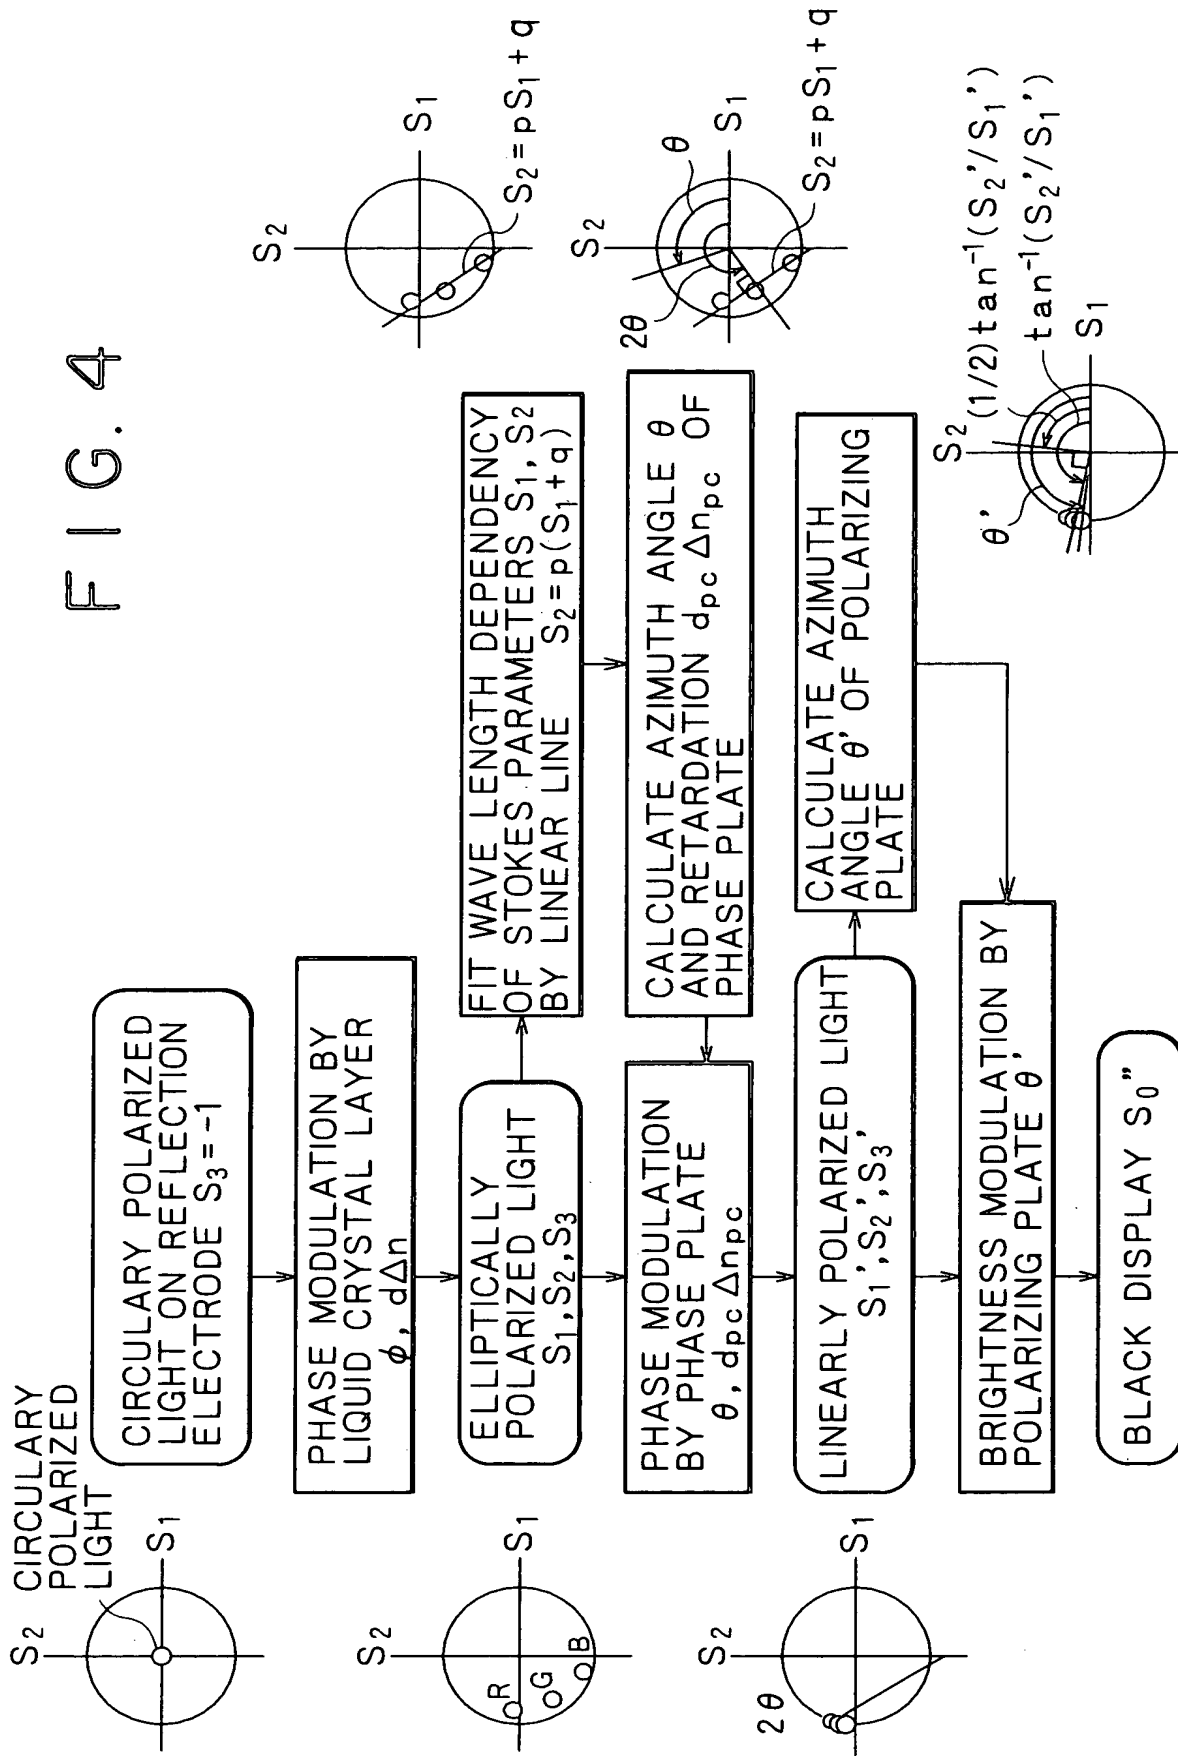 FIG. 4
CIRCULARY
POLARIZED
LIGHT
S2
S1
CIRCULARY POLARIZED
LIGHT ON REFLECTION
ELECTRODE S3=-1
PHASE MODULATION BY
LIQUID CRYSTAL LAYER
ϕ, dΔn
S2
S1
R
G
B
ELLIPTICALLY
POLARIZED LIGHT
S1,S2,S3
FIT WAVE LENGTH DEPENDENCY
OF STOKES PARAMETERS S1,S2
BY LINEAR LINE S2=p(S1+q)
S2
S1
S2=pS1+q
PHASE MODULATION
BY PHASE PLATE
θ, dpcΔnpc
CALCULATE AZIMUTH ANGLE θ
AND RETARDATION dpcΔnpc OF
PHASE PLATE
S2
S1
θ
2θ
S2=pS1+q
S2
S1
2θ
LINEARLY POLARIZED LIGHT
S1',S2',S3'
CALCULATE AZIMUTH
ANGLE θ' OF POLARIZING
PLATE
S2
(1/2)tan⁻¹(S2'/S1')
tan⁻¹(S2'/S1')
S1
θ'
BRIGHTNESS MODULATION BY
POLARIZING PLATE θ'
BLACK DISPLAY S0"